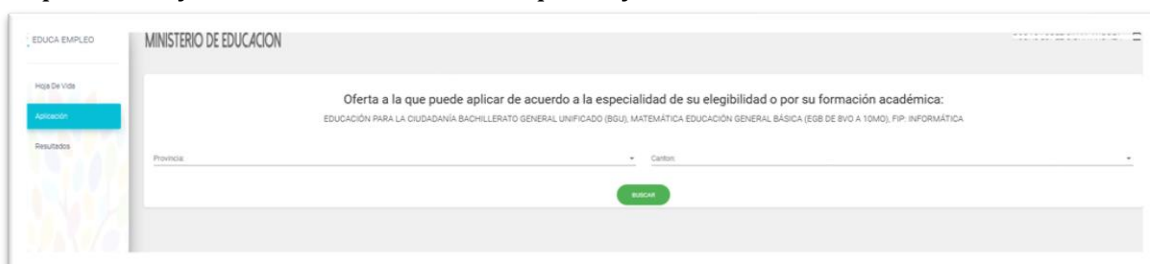 EDUCA EMPLEO
MINISTERIO DE EDUCACION
Hoja De Vida
Aplicación
Resultados
Oferta a la que puede aplicar de acuerdo a la especialidad de su elegibilidad o por su formación académica:
EDUCACIÓN PARA LA CIUDADANÍA BACHILLERATO GENERAL UNIFICADO (BGU), MATEMÁTICA EDUCACIÓN GENERAL BÁSICA (EGB DE 8VO A 10MO), FIP: INFORMÁTICA
Provincia:
Canton:
BUSCAR